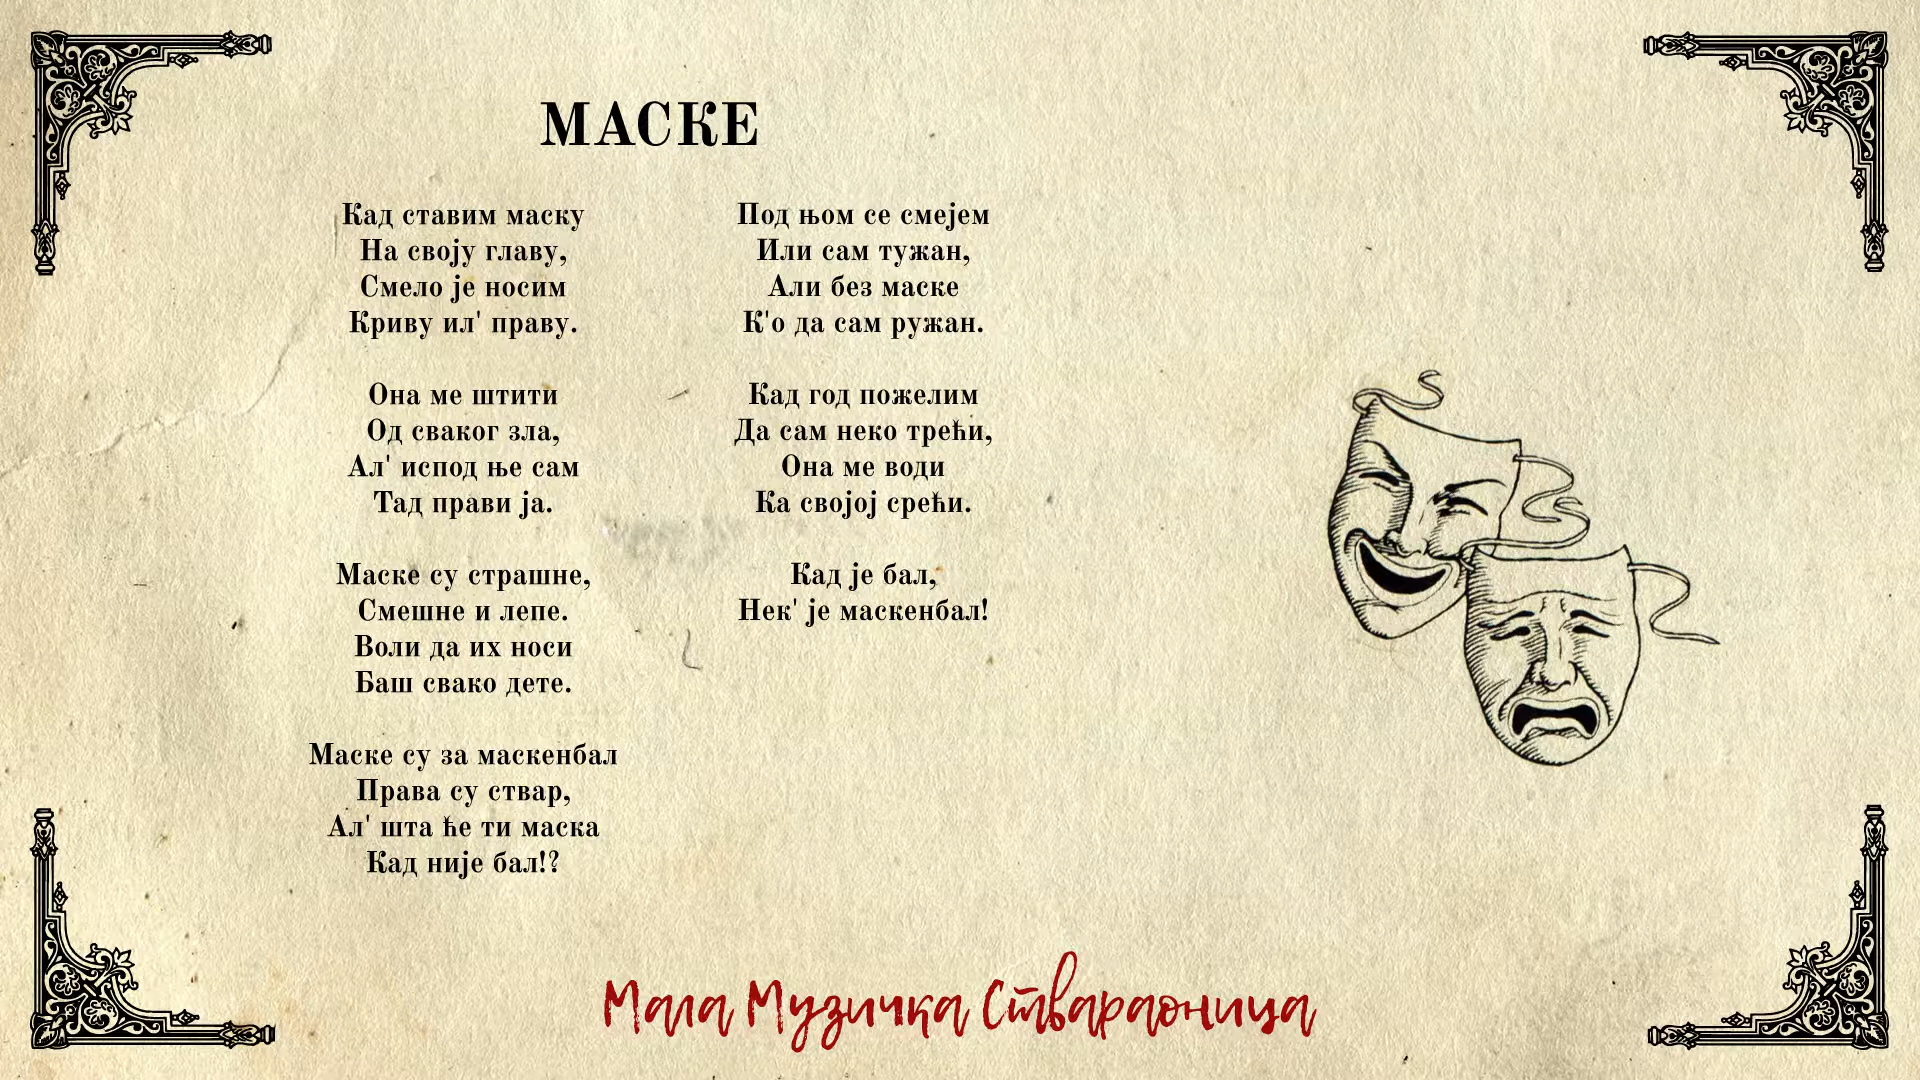 МАСКЕ
Кад ставим маску
На своју главу,
Смело је носим
Криву ил' праву.
Она ме штити
Од сваког зла,
Ал' испод ње сам
Тад прави ја.
Маске су страшне,
Смешне и лепе.
Воли да их носи
Баш свако дете.
Маске су за маскенбал
Права су ствар,
Ал' шта ће ти маска
Кад није бал!?
Под њом се смејем
Или сам тужан,
Али без маске
К'о да сам ружан.
Кад год пожелим
Да сам неко трећи,
Она ме води
Ка својој срећи.
Кад је бал,
Нек' је маскенбал!
Мала Музичка Ствараоница